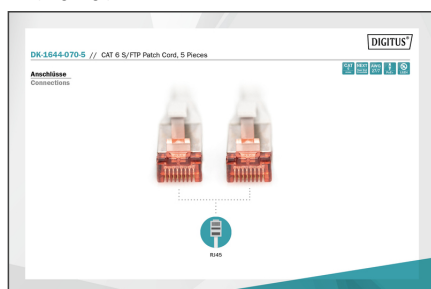 DIGITUS®
DK-1644-070-5 // CAT 6 S/FTP Patch Cord, 5 Pieces
Anschlüsse
Connections
RJ45